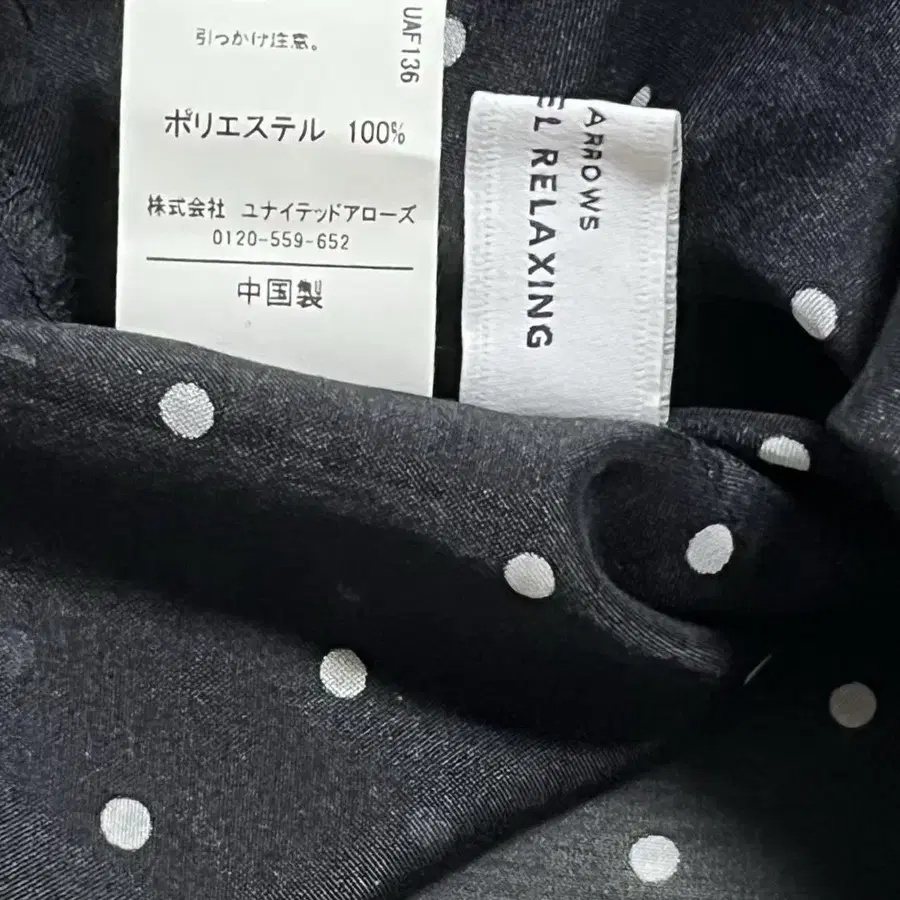 引っかけ注意。
UAF136
ポリエステル 100%
株式会社 ユナイテッドアローズ
0120-559-652
中国製
ARROWS
EL RELAXING